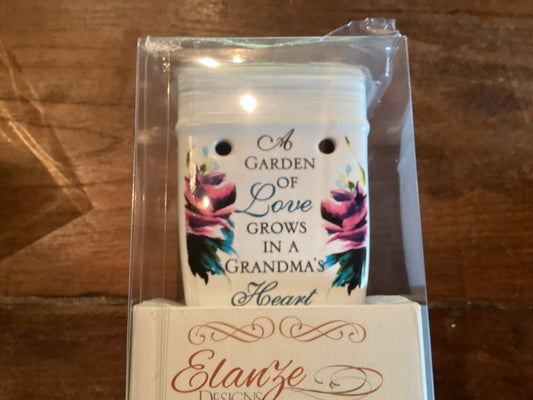 A
GARDEN
OF
Love
GROWS
IN A
GRANDMA'S
Heart
Elanze
DESIGNS